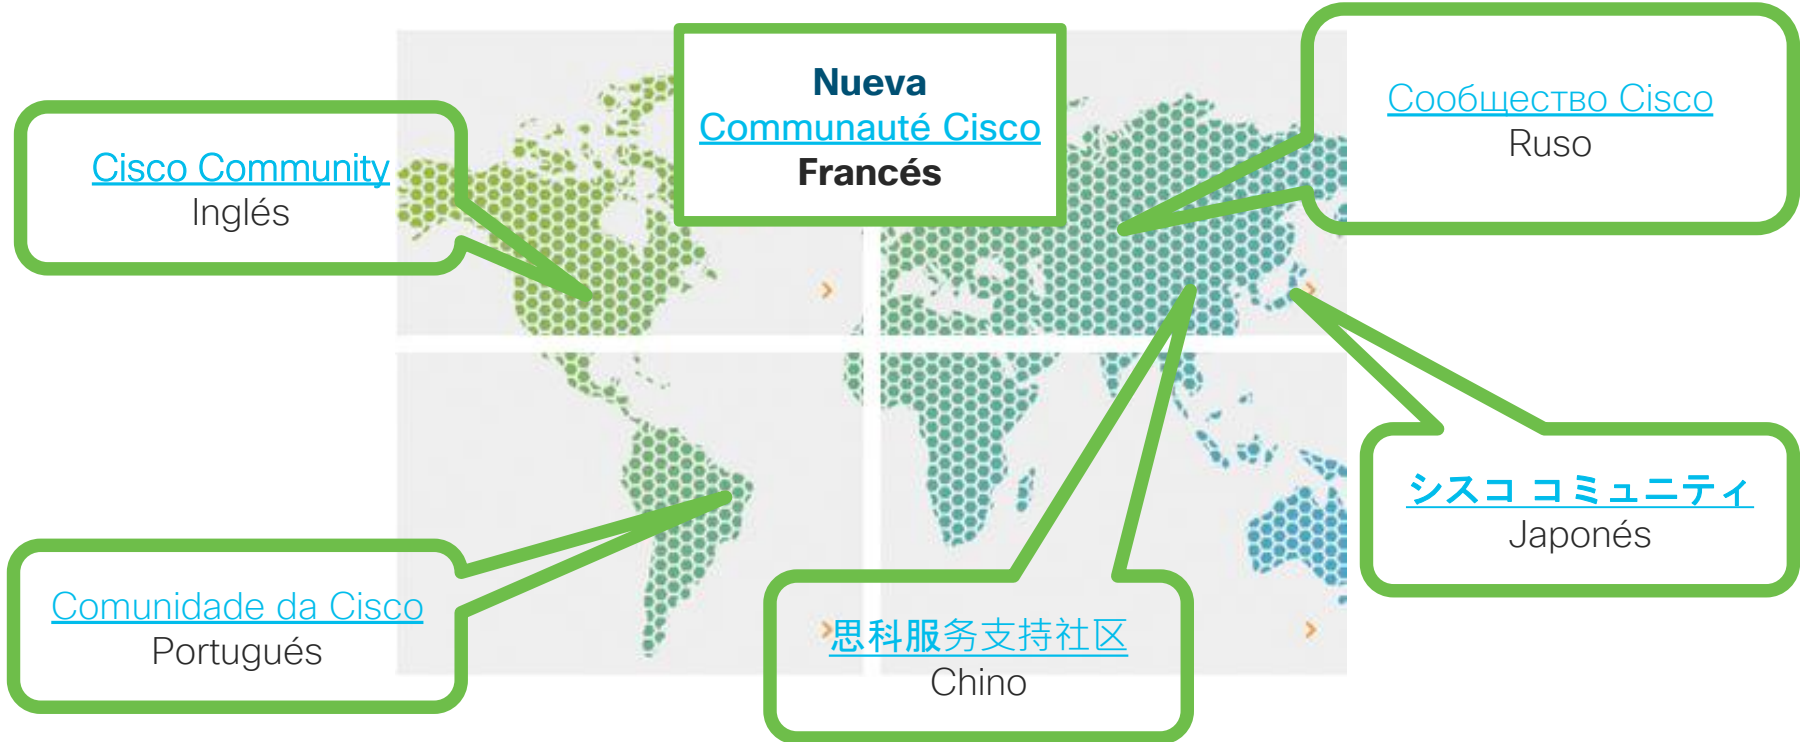 Nueva
Communauté Cisco
Francés
Cisco Community
Inglés
Сообщество Cisco
Ruso
シスコ コミュニティ
Japonés
Comunidade da Cisco
Portugués
思科服务支持社区
Chino